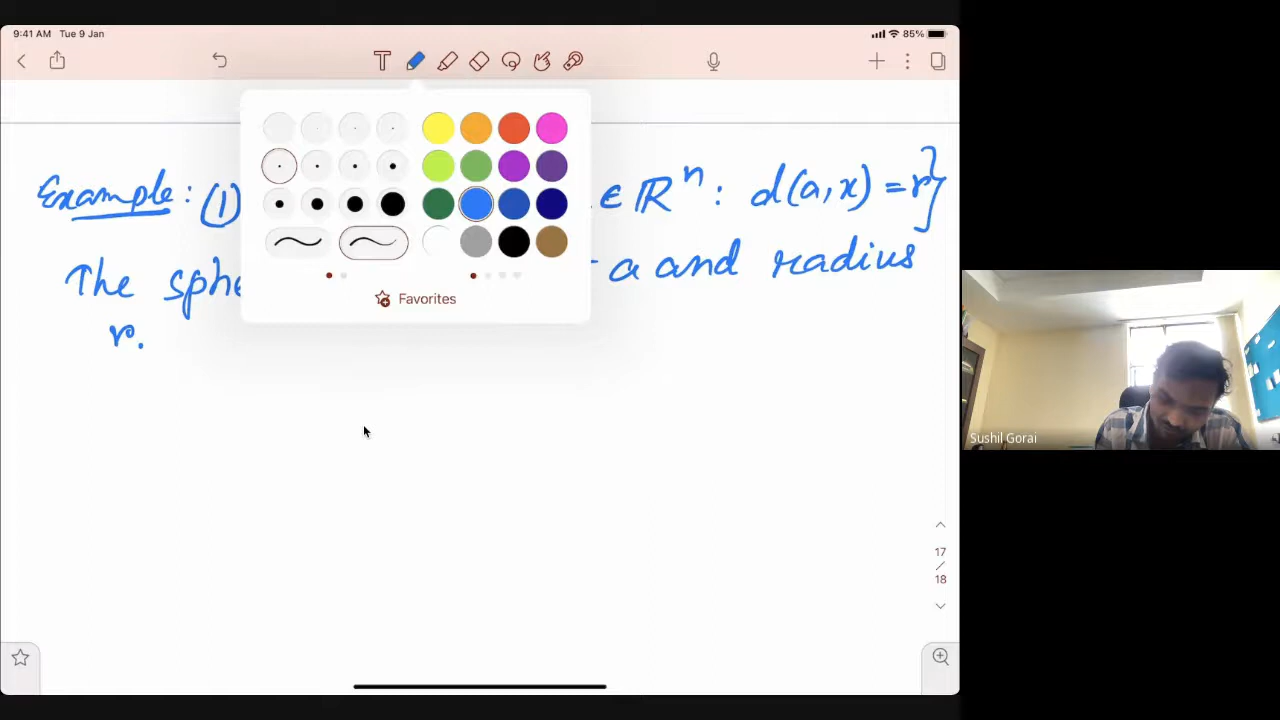 9:41 AM Tue 9 Jan
85%
T
Example: (1) ∈ ℝⁿ : d(a,x) = r}
The sphe a and radius
r.
Favorites
Sushil Gorai
17
/
18